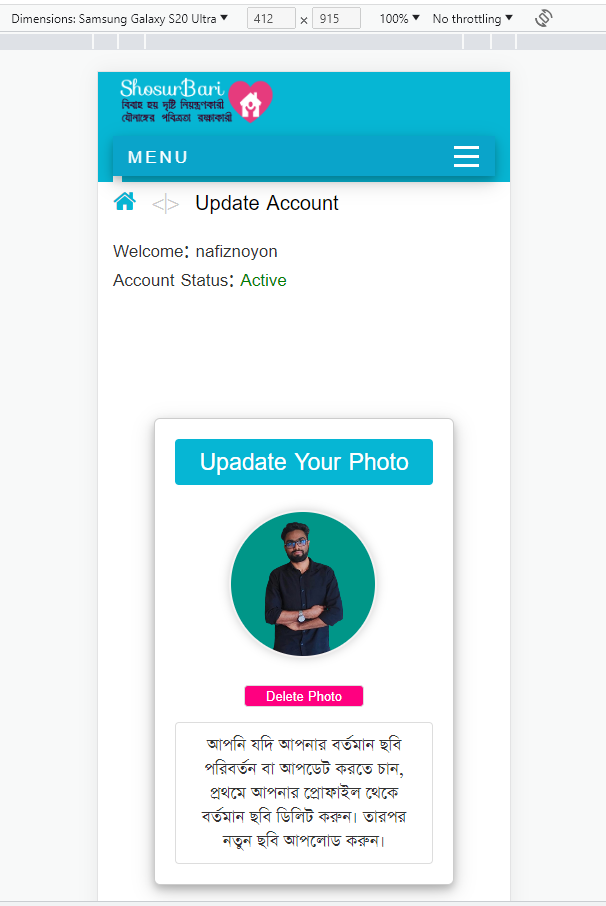 Dimensions: Samsung Galaxy S20 Ultra 412 × 915 100% No throttling
ShosurBari
বিবাহ হয় দৃষ্টি নিয়ন্ত্রণকারী
যৌনাঙ্গের পবিত্রতা রক্ষাকারী
MENU
<|> Update Account
Welcome: nafiznoyon
Account Status: Active
Upadate Your Photo
Delete Photo
আপনি যদি আপনার বর্তমান ছবি
পরিবর্তন বা আপডেট করতে চান,
প্রথমে আপনার প্রোফাইল থেকে
বর্তমান ছবি ডিলিট করুন। তারপর
নতুন ছবি আপলোড করুন।